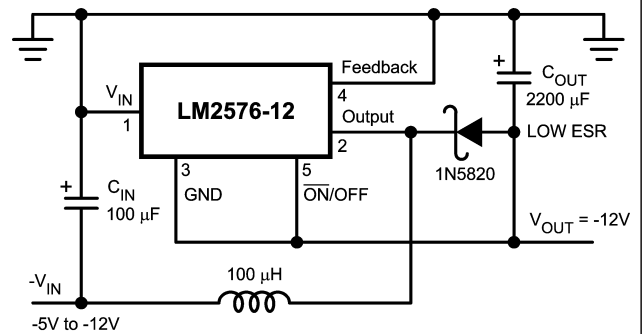 Feedback
4
+
C_OUT
2200 µF
V_IN
1
LM2576-12
Output
2
LOW ESR
1N5820
3
GND
5
O̅N̅/OFF
+
C_IN
100 µF
V_OUT = -12V
100 µH
-V_IN
-5V to -12V